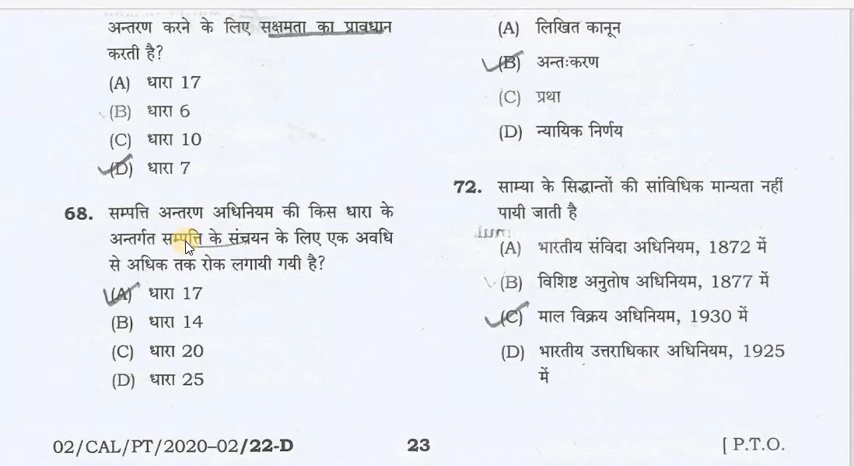 अन्तरण करने के लिए सक्षमता का प्रावधान
करती है?
(A) धारा 17
(B) धारा 6
(C) धारा 10
(D) धारा 7
68. सम्पत्ति अन्तरण अधिनियम की किस धारा के
अन्तर्गत सम्पत्ति के संचयन के लिए एक अवधि
से अधिक तक रोक लगायी गयी है?
(A) धारा 17
(B) धारा 14
(C) धारा 20
(D) धारा 25
(A) लिखित कानून
(B) अन्तःकरण
(C) प्रथा
(D) न्यायिक निर्णय
72. साम्या के सिद्धान्तों की सांविधिक मान्यता नहीं
पायी जाती है
(A) भारतीय संविदा अधिनियम, 1872 में
(B) विशिष्ट अनुतोष अधिनियम, 1877 में
(C) माल विक्रय अधिनियम, 1930 में
(D) भारतीय उत्तराधिकार अधिनियम, 1925
में
02/CAL/PT/2020–02/22-D 23 [ P.T.O.